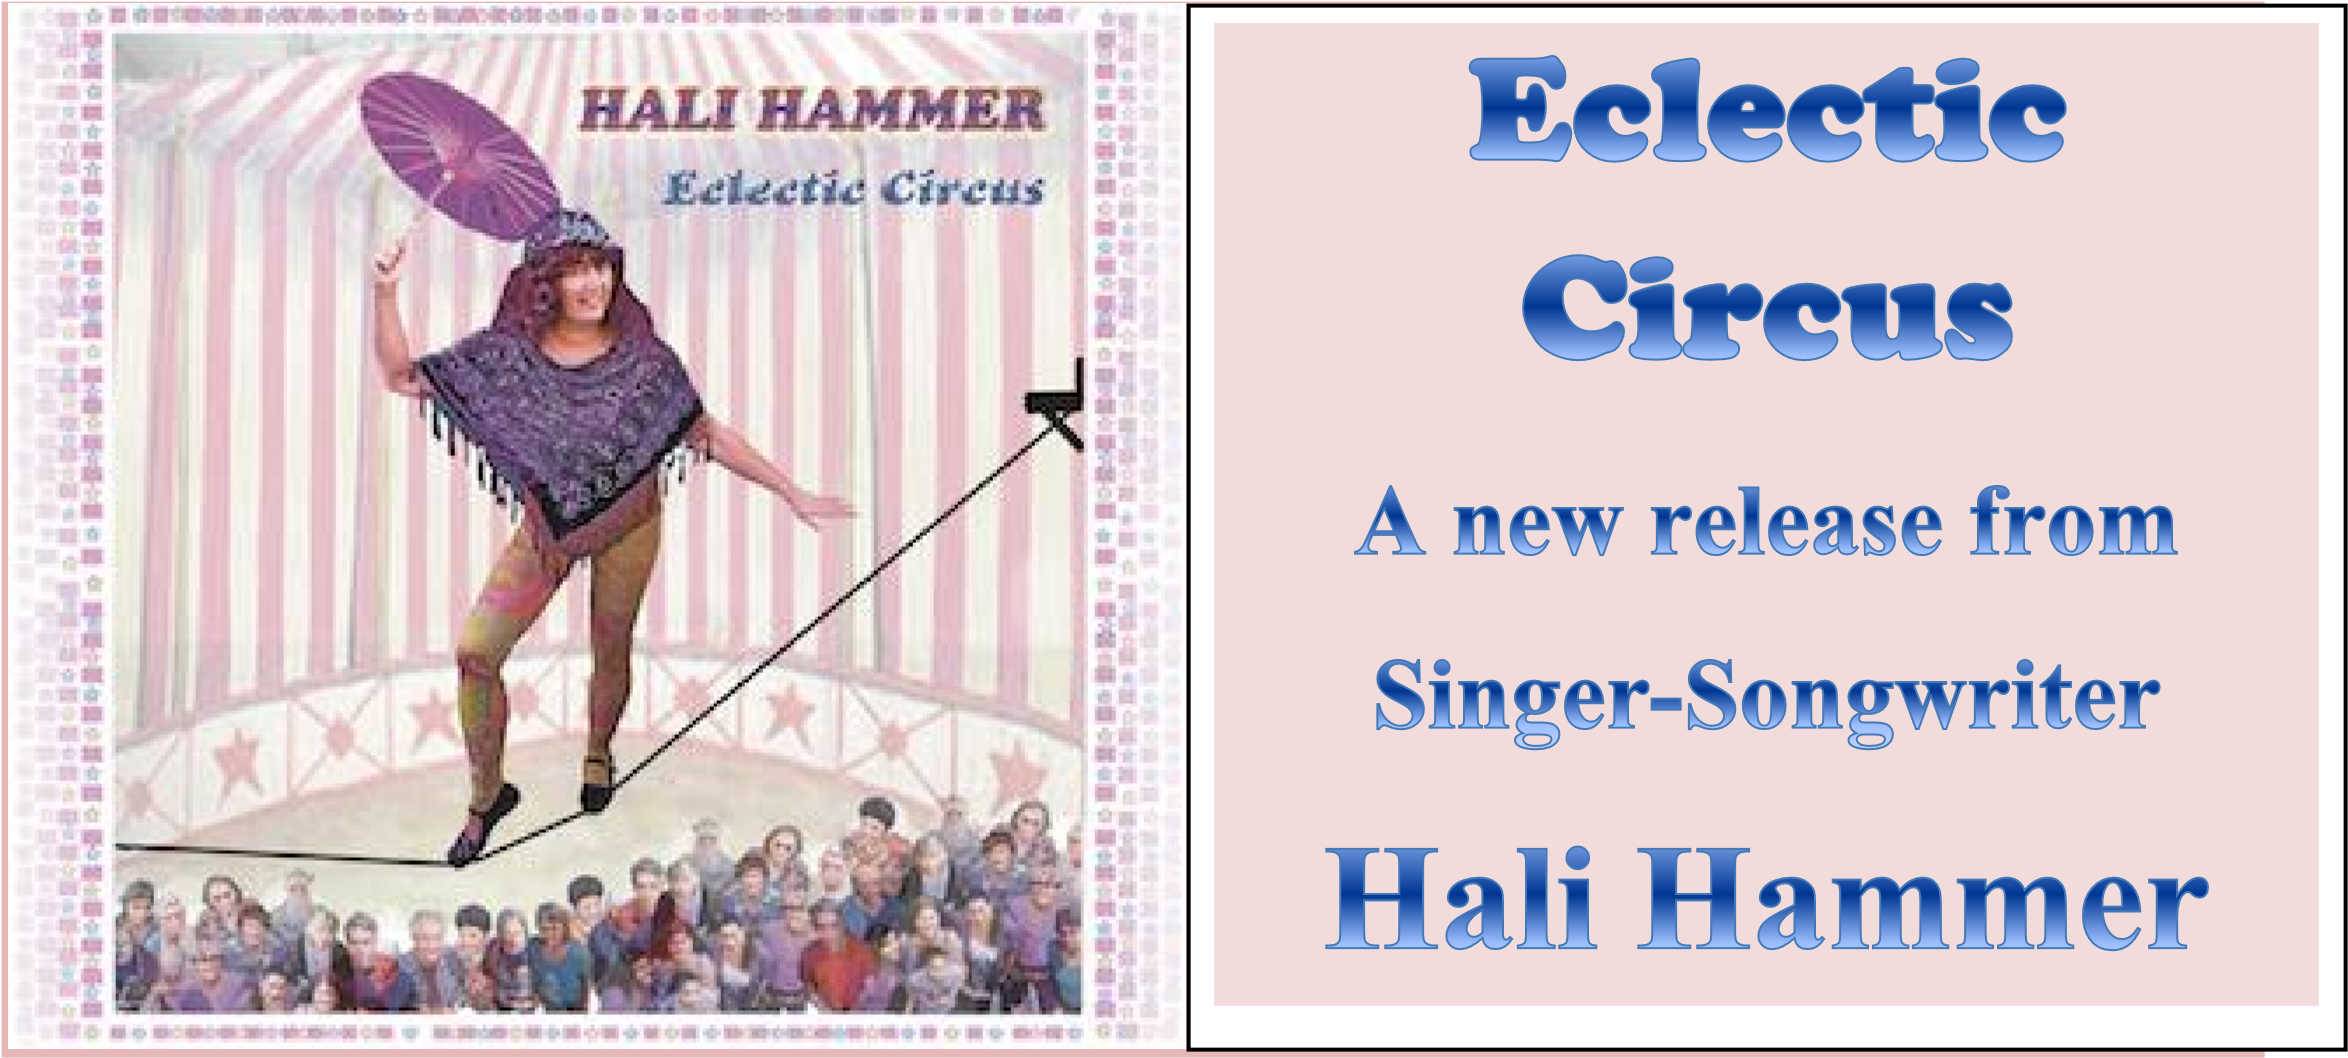 HALI HAMMER
Eclectic Circus
Eclectic
Circus
A new release from
Singer-Songwriter
Hali Hammer